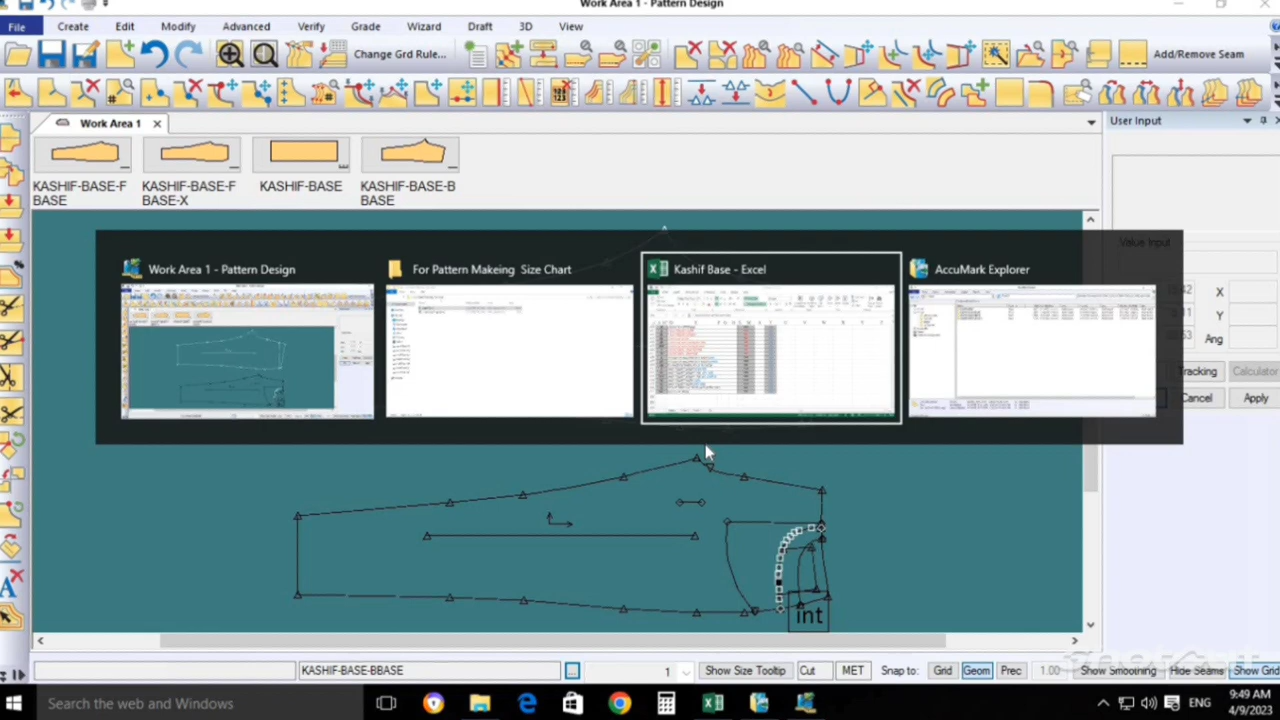 Work Area 1 - Pattern Design
File Create Edit Modify Advanced Verify Grade Wizard Draft 3D View
Change Grd Rule... Add/Remove Seam
Work Area 1
User Input
KASHIF-BASE-F
BASE
KASHIF-BASE-F
BASE-X
KASHIF-BASE
KASHIF-BASE-B
BASE
Value Input
Work Area 1 - Pattern Design
For Pattern Makeing Size Chart
Kashif Base - Excel
AccuMark Explorer
X
Y
Ang
Tracking Calculator
Cancel Apply
int
KASHIF-BASE-BBASE 1 Show Size Tooltip Cut MET Snap to: Grid Geom Prec 1.00 Show Smoothing Hide Seams Show Grid
Search the web and Windows
ENG
9:49 AM
4/9/2023